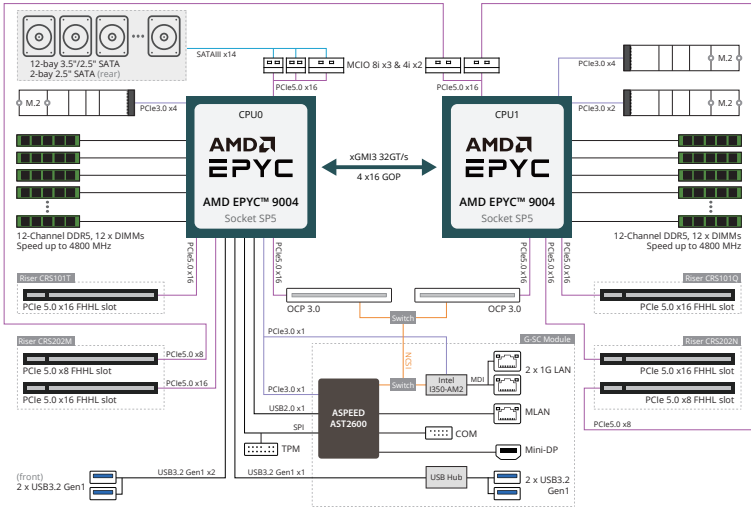 12-bay 3.5"/2.5" SATA
2-bay 2.5" SATA (rear)
SATAIII x14
MCIO 8i x3 & 4i x2
PCIe5.0 x16
PCIe5.0 x16
M.2
PCIe3.0 x4
PCIe3.0 x4
M.2
PCIe3.0 x2
M.2
CPU0
AMD
EPYC
AMD EPYC™ 9004
Socket SP5
xGMI3 32GT/s
4 x16 GOP
CPU1
AMD
EPYC
AMD EPYC™ 9004
Socket SP5
12-Channel DDR5, 12 x DIMMs
Speed up to 4800 MHz
12-Channel DDR5, 12 x DIMMs
Speed up to 4800 MHz
PCIe5.0 x16
PCIe5.0 x16
PCIe5.0 x16
PCIe5.0 x16
PCIe5.0 x16
Riser CRS101T
PCIe 5.0 x16 FHHL slot
OCP 3.0
OCP 3.0
Riser CRS101Q
PCIe 5.0 x16 FHHL slot
Switch
Riser CRS202M
PCIe5.0 x8
PCIe 5.0 x8 FHHL slot
PCIe5.0 x16
PCIe 5.0 x16 FHHL slot
PCIe3.0 x1
NCSI
G-SC Module
Riser CRS202N
PCIe 5.0 x16 FHHL slot
PCIe 5.0 x8 FHHL slot
PCIe5.0 x8
PCIe3.0 x1
Switch
Intel
I350-AM2
MDI
2 x 1G LAN
USB2.0 x1
SPI
ASPEED
AST2600
MLAN
TPM
COM
Mini-DP
(front)
2 x USB3.2 Gen1
USB3.2 Gen1 x2
USB3.2 Gen1 x1
USB Hub
2 x USB3.2
Gen1